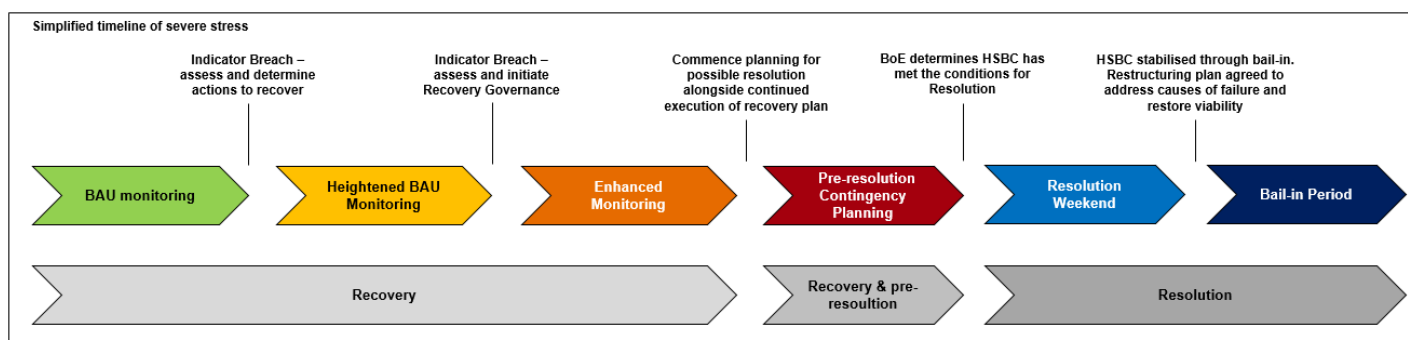 Simplified timeline of severe stress
Indicator Breach –
assess and determine
actions to recover
Indicator Breach –
assess and initiate
Recovery Governance
Commence planning for
possible resolution
alongside continued
execution of recovery plan
BoE determines HSBC has
met the conditions for
Resolution
HSBC stabilised through bail-in.
Restructuring plan agreed to
address causes of failure and
restore viability
BAU monitoring
Heightened BAU
Monitoring
Enhanced
Monitoring
Pre-resolution
Contingency
Planning
Resolution
Weekend
Bail-in Period
Recovery
Recovery & pre-
resoultion
Resolution